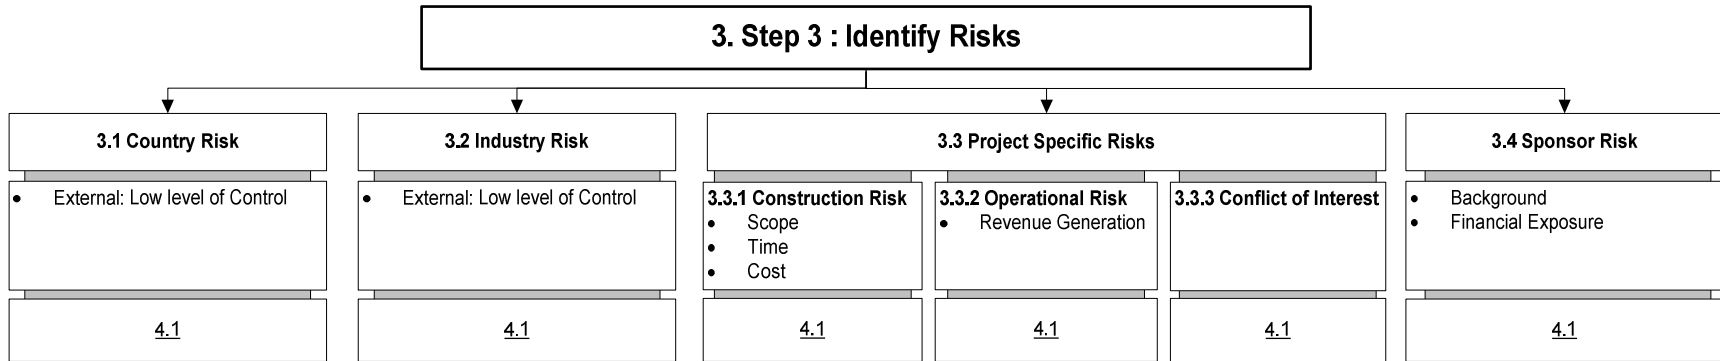 3. Step 3 : Identify Risks
3.1 Country Risk
3.2 Industry Risk
3.3 Project Specific Risks
3.4 Sponsor Risk
• External: Low level of Control
• External: Low level of Control
3.3.1 Construction Risk
• Scope
• Time
• Cost
3.3.2 Operational Risk
• Revenue Generation
3.3.3 Conflict of Interest
• Background
• Financial Exposure
4.1
4.1
4.1
4.1
4.1
4.1